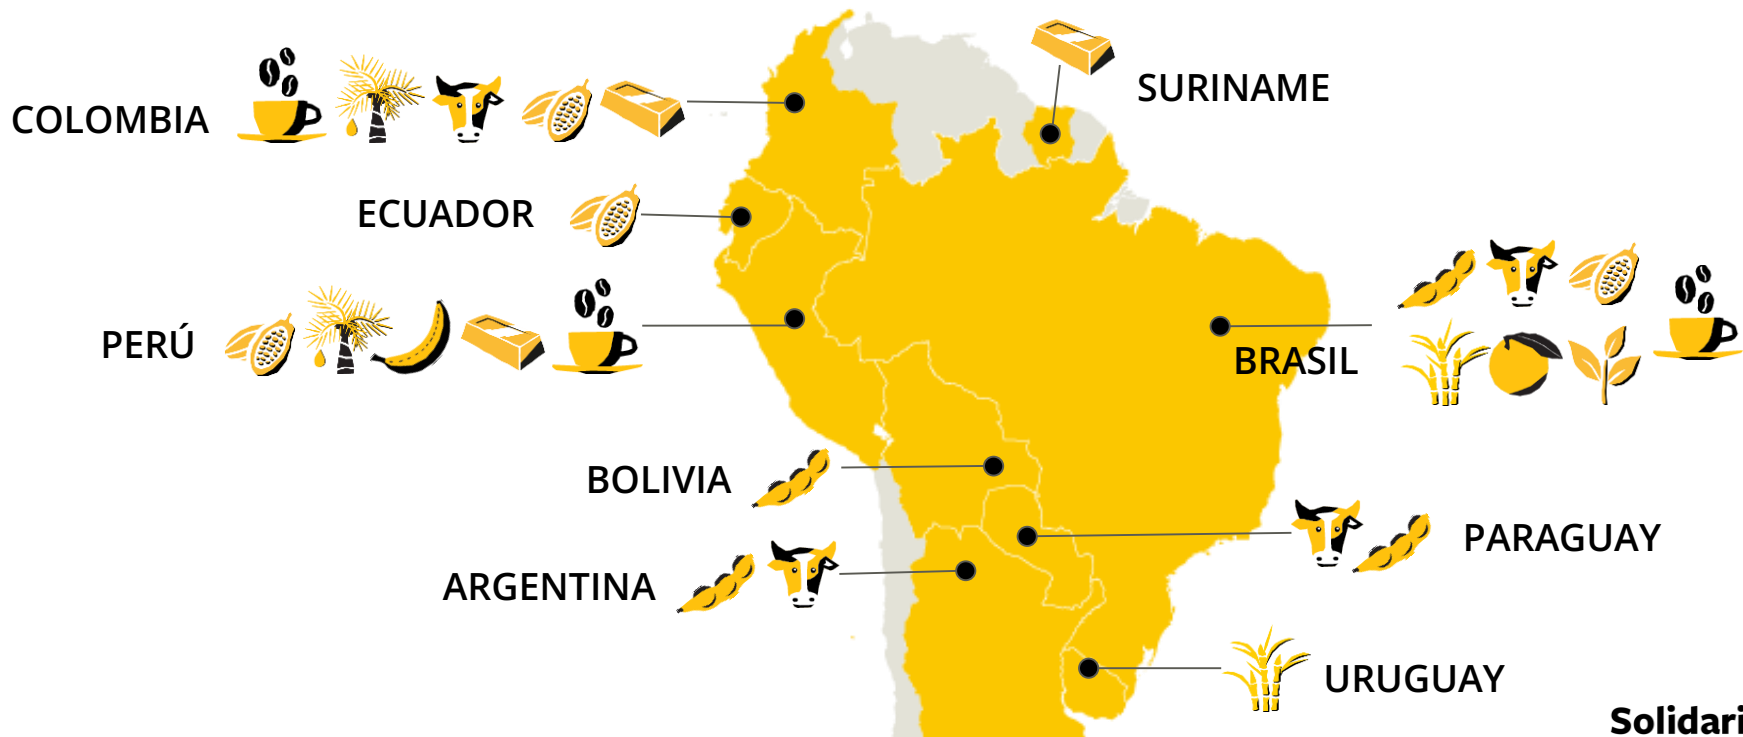 COLOMBIA
SURINAME
ECUADOR
PERÚ
BRASIL
BOLIVIA
PARAGUAY
ARGENTINA
URUGUAY
Solidari